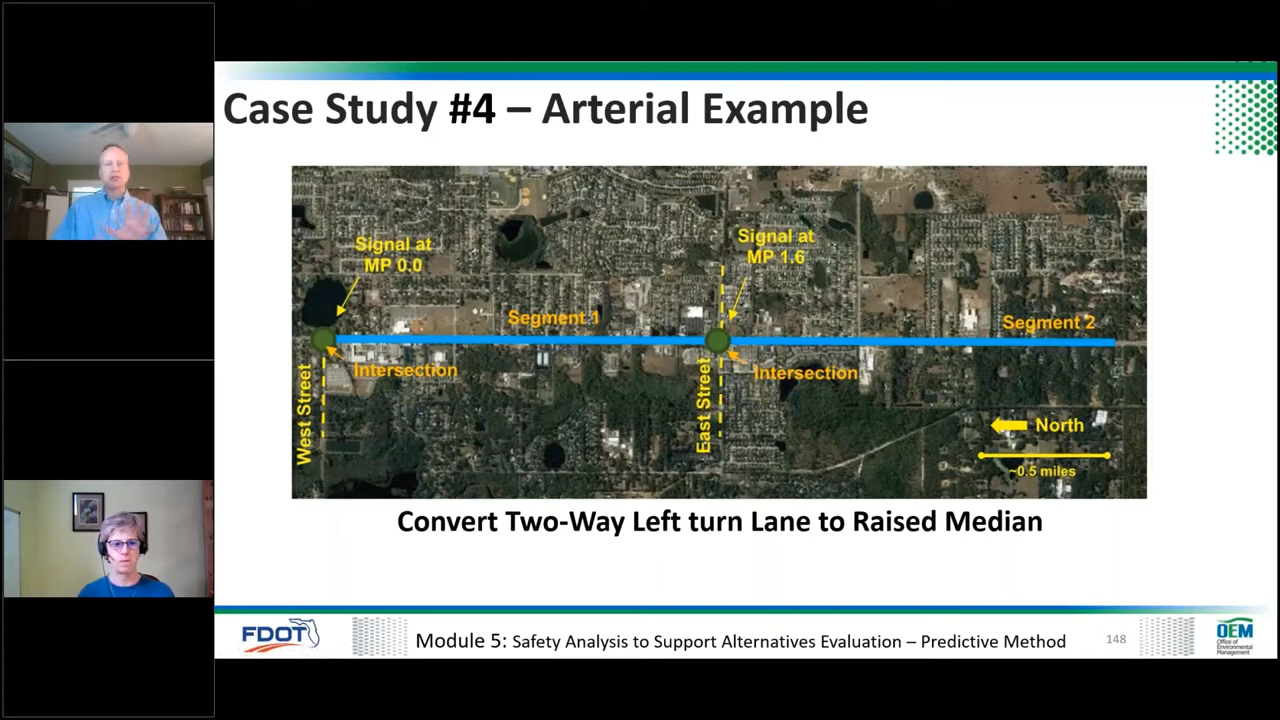 Case Study #4 – Arterial Example
Signal at
MP 0.0
Signal at
MP 1.6
Segment 1
Segment 2
Intersection
Intersection
West Street
East Street
North
~0.5 miles
Convert Two-Way Left turn Lane to Raised Median
FDOT
Module 5: Safety Analysis to Support Alternatives Evaluation – Predictive Method
148
OEM
Office of
Environmental
Management